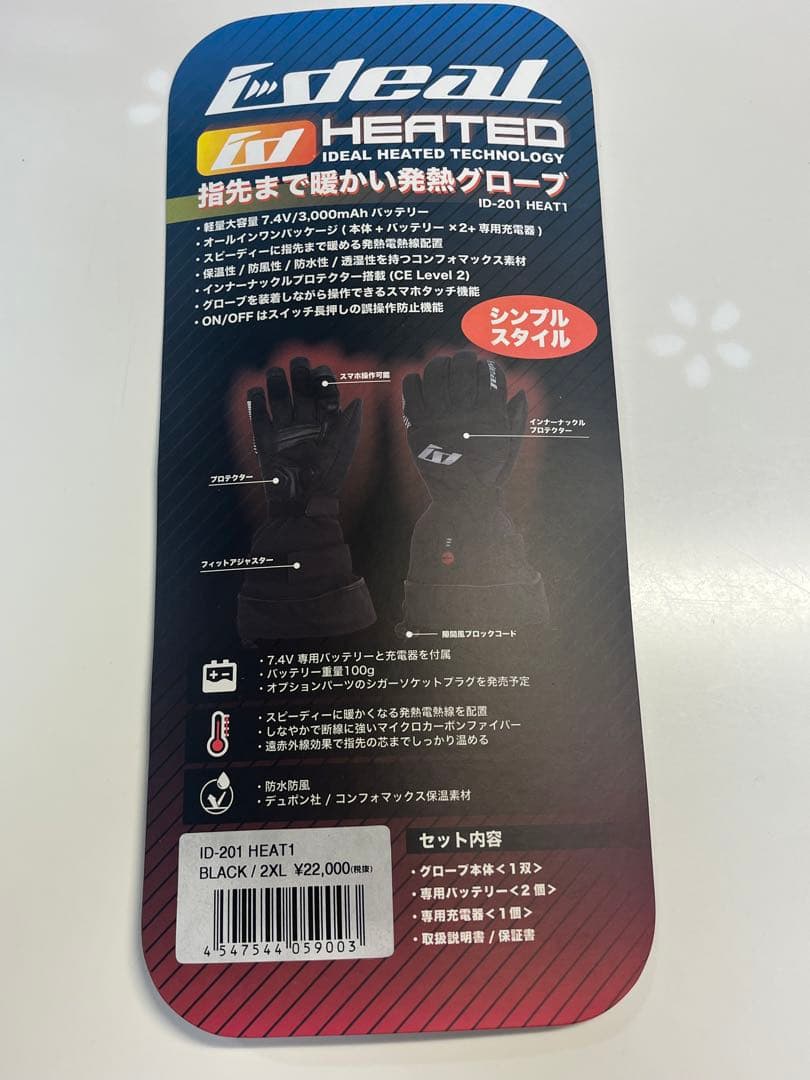 ideal
id HEATED
IDEAL HEATED TECHNOLOGY
指先まで暖かい発熱グローブ
ID-201 HEAT1
・軽量大容量 7.4V/3,000mAh バッテリー
・オールインワンパッケージ ( 本体 + バッテリー ×2+ 専用充電器 )
・スピーディーに指先まで暖める発熱電熱線配置
・保温性 / 防風性 / 防水性 / 透湿性を持つコンフォマックス素材
・インナーナックルプロテクター搭載 (CE Level 2)
・グローブを装着しながら操作できるスマホタッチ機能
・ON/OFF はスイッチ長押しの誤操作防止機能
シンプル
スタイル
スマホ操作可能
ideal
インナーナックル
プロテクター
id
プロテクター
フィットアジャスター
隙間風ブロックコード
・7.4V 専用バッテリーと充電器を付属
・バッテリー重量100g
・オプションパーツのシガーソケットプラグを発売予定
・スピーディーに暖かくなる発熱電熱線を配置
・しなやかで断線に強いマイクロカーボンファイバー
・遠赤外線効果で指先の芯までしっかり温める
・防水防風
・デュポン社 / コンフォマックス保温素材
ID-201 HEAT1
BLACK / 2XL ¥22,000(税抜)
4 547544 059003
セット内容
・グローブ本体＜1双＞
・専用バッテリー＜2個＞
・専用充電器＜1個＞
・取扱説明書 / 保証書